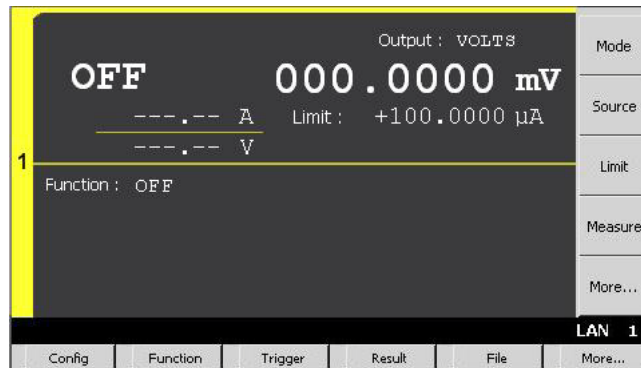 Output : VOLTS
OFF 000.0000 mV
---.-- A Limit : +100.0000 µA
---.-- V
1
Function : OFF
Mode
Source
Limit
Measure
More...
LAN 1
Config Function Trigger Result File More...